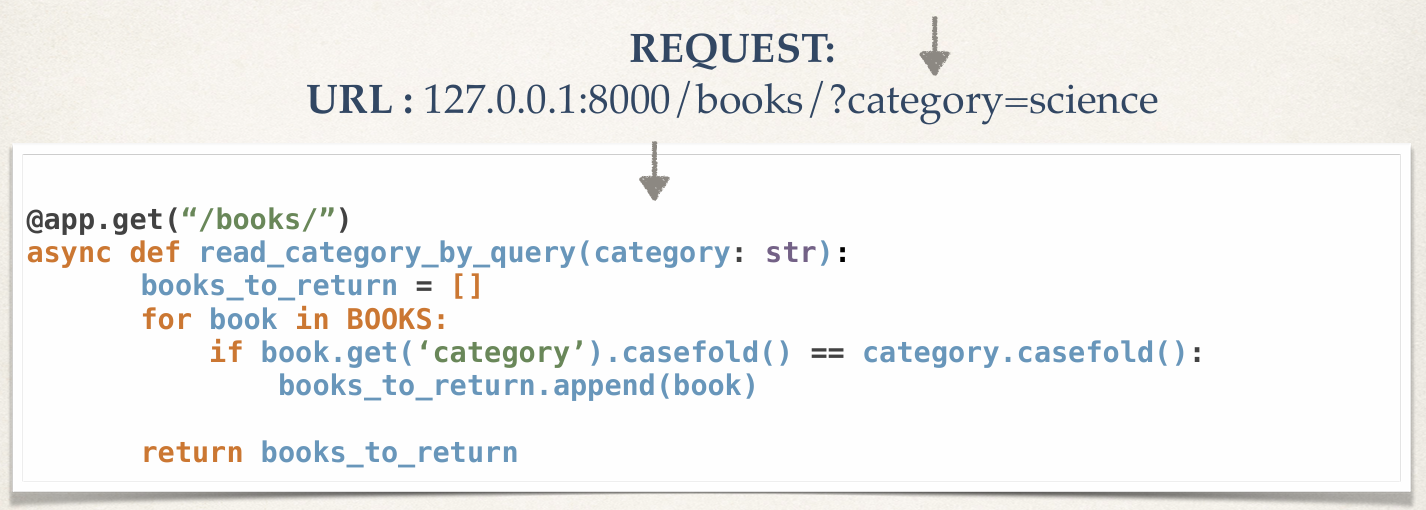 REQUEST:
URL : 127.0.0.1:8000/books/?category=science
@app.get(“/books/”)
async def read_category_by_query(category: str):
books_to_return = []
for book in BOOKS:
if book.get(‘category’).casefold() == category.casefold():
books_to_return.append(book)
return books_to_return